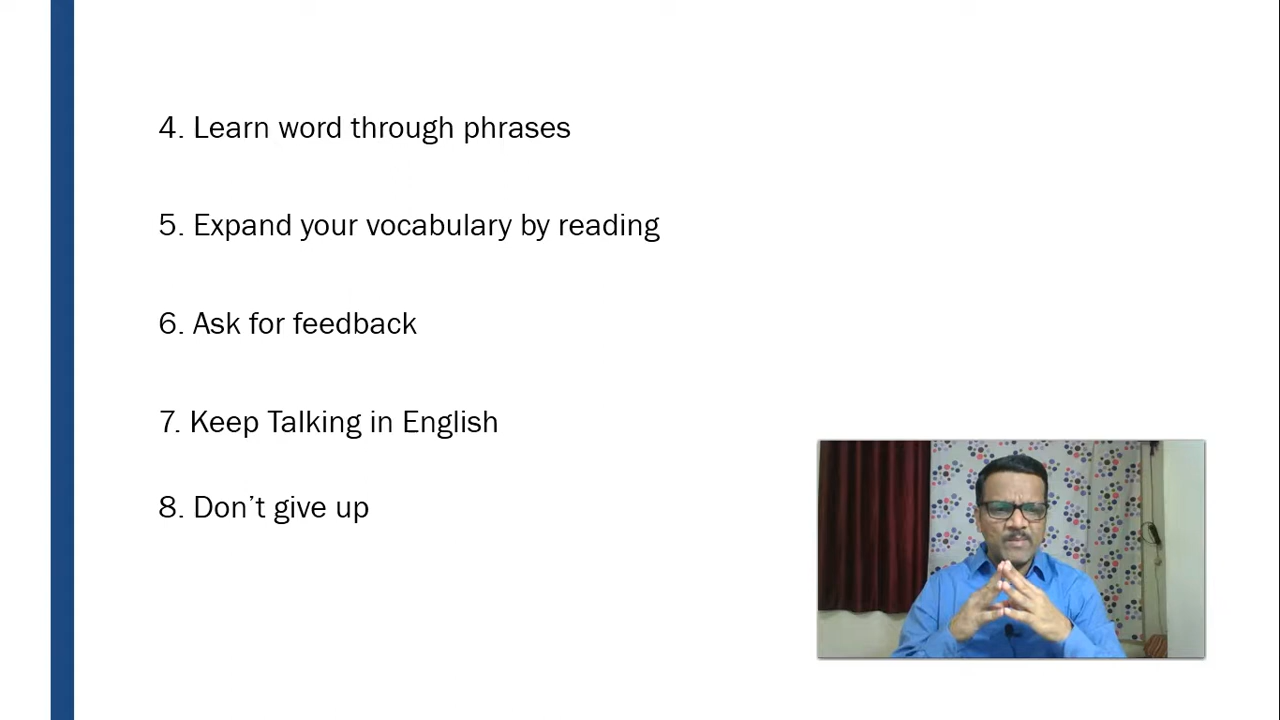 4. Learn word through phrases
5. Expand your vocabulary by reading
6. Ask for feedback
7. Keep Talking in English
8. Don’t give up